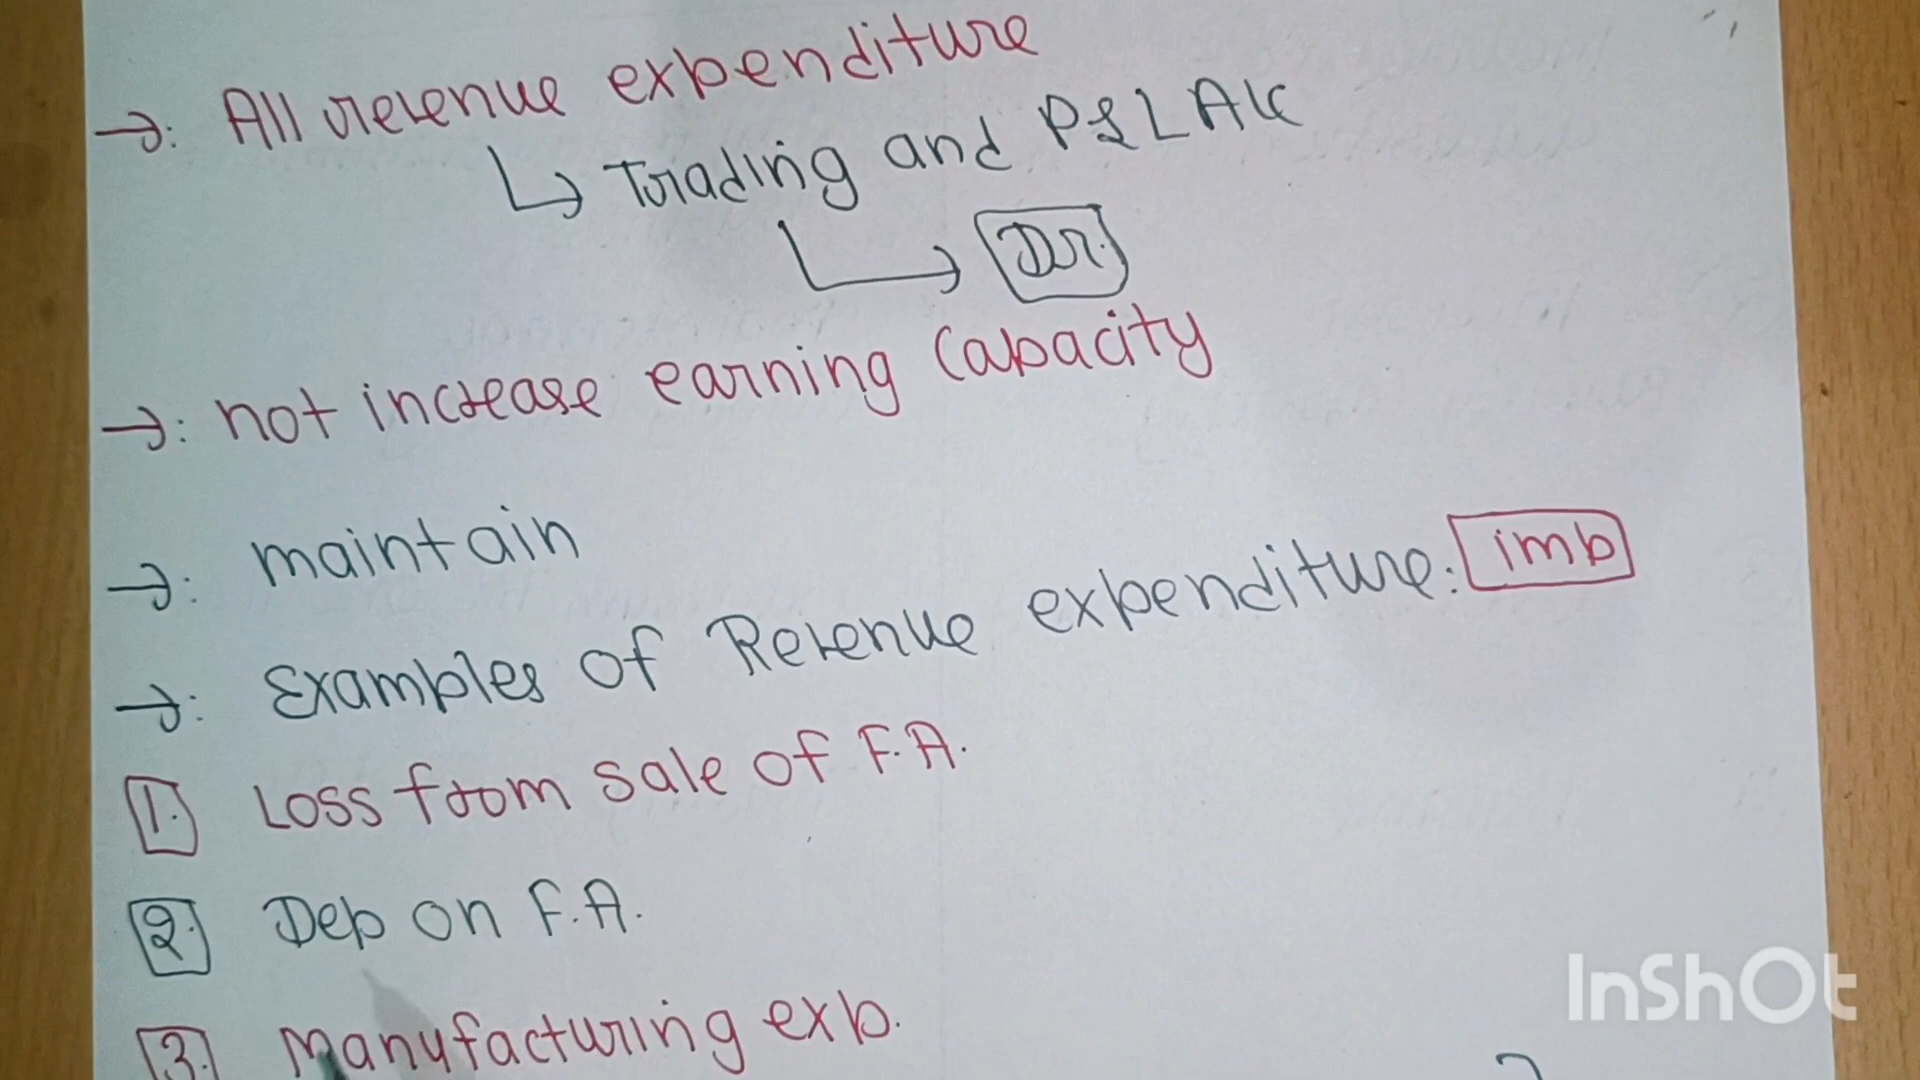 →: All revenue expenditure
↳ Trading and P&L A/c
↳ Dr.
→: not increase earning Capacity
→: maintain
→: Examples of Revenue expenditure: imp
1. Loss from sale of F.A.
2. Dep on F.A.
3. Manufacturing exp.
InShOt